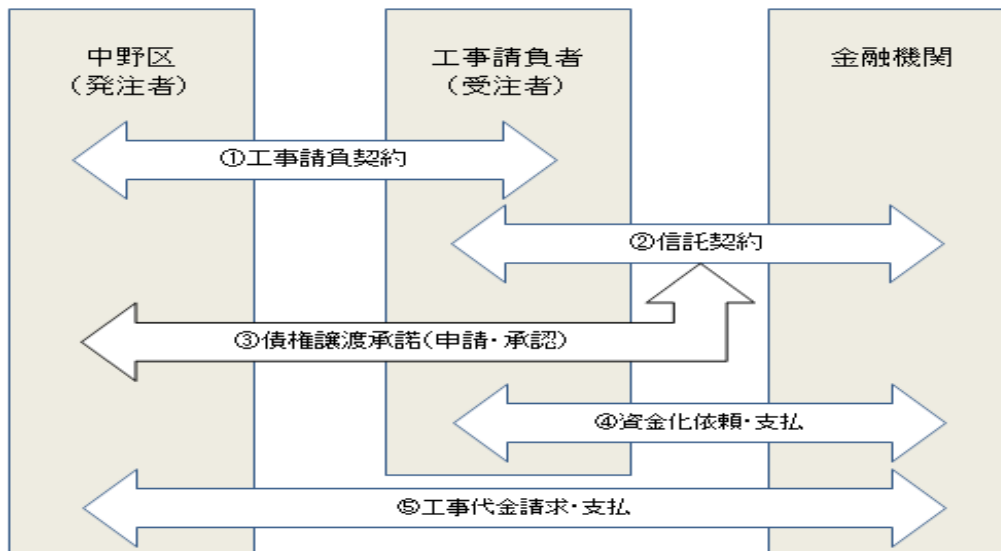 中野区
（発注者）
工事請負者
（受注者）
金融機関
①工事請負契約
②信託契約
③債権譲渡承諾（申請・承認）
④資金化依頼・支払
⑤工事代金請求・支払